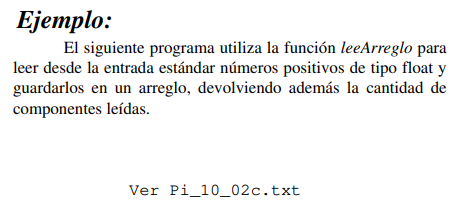 Ejemplo:
El siguiente programa utiliza la función leeArreglo para
leer desde la entrada estándar números positivos de tipo float y
guardarlos en un arreglo, devolviendo además la cantidad de
componentes leídas.
Ver Pi_10_02c.txt